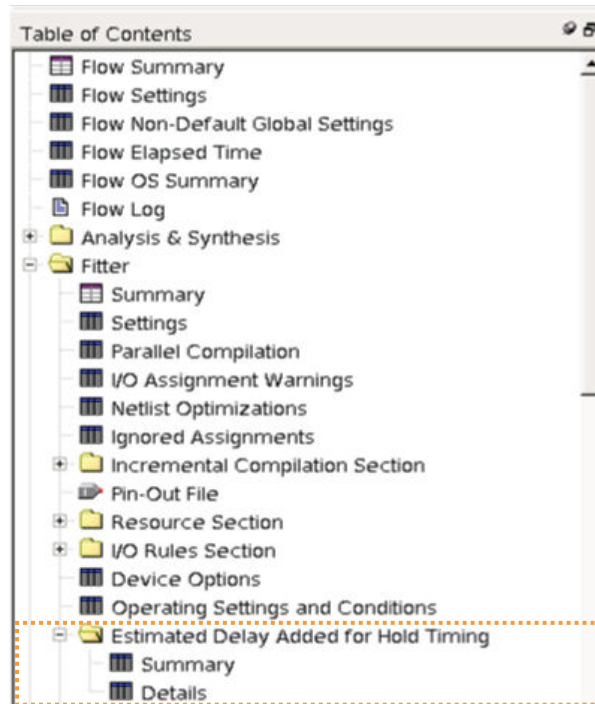 Table of Contents
Flow Summary
Flow Settings
Flow Non-Default Global Settings
Flow Elapsed Time
Flow OS Summary
Flow Log
Analysis & Synthesis
Fitter
Summary
Settings
Parallel Compilation
I/O Assignment Warnings
Netlist Optimizations
Ignored Assignments
Incremental Compilation Section
Pin-Out File
Resource Section
I/O Rules Section
Device Options
Operating Settings and Conditions
Estimated Delay Added for Hold Timing
Summary
Details